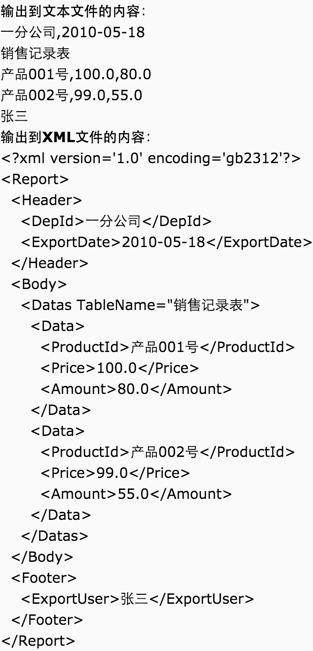 输出到文本文件的内容：
一分公司,2010-05-18
销售记录表
产品001号,100.0,80.0
产品002号,99.0,55.0
张三
输出到XML文件的内容：
<?xml version='1.0' encoding='gb2312'?>
<Report>
  <Header>
    <DepId>一分公司</DepId>
    <ExportDate>2010-05-18</ExportDate>
  </Header>
  <Body>
    <Datas TableName="销售记录表">
      <Data>
        <ProductId>产品001号</ProductId>
        <Price>100.0</Price>
        <Amount>80.0</Amount>
      </Data>
      <Data>
        <ProductId>产品002号</ProductId>
        <Price>99.0</Price>
        <Amount>55.0</Amount>
      </Data>
    </Datas>
  </Body>
  <Footer>
    <ExportUser>张三</ExportUser>
  </Footer>
</Report>